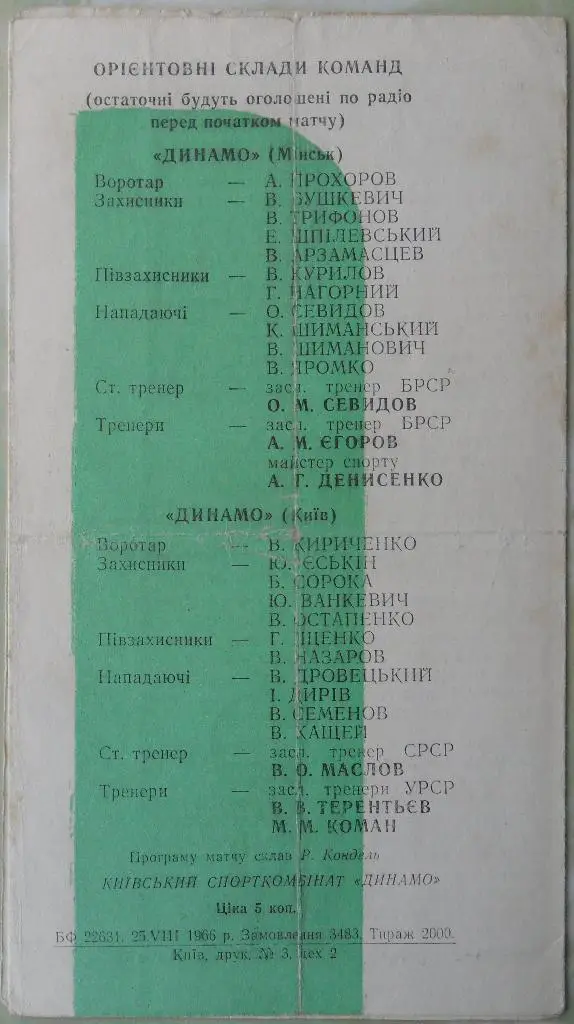 ОРІЄНТОВНІ СКЛАДИ КОМАНД
(остаточні будуть оголошені по радіо
перед початком матчу)
«ДИНАМО» (Мінськ)
Воротар — А. ПРОХОРОВ
Захисники — В. БУШКЕВИЧ
В. ТРИФОНОВ
Е. ШПІЛЕВСЬКИЙ
В. АРЗАМАСЦЕВ
Півзахисники — В. КУРИЛОВ
Г. НАГОРНИЙ
Нападаючі — О. СЕВИДОВ
К. ШИМАНСЬКИЙ
В. ШИМАНОВИЧ
В. ЯРОМКО
Ст. тренер — засл. тренер БРСР
О. М. СЕВИДОВ
Тренери — засл. тренер БРСР
А. М. ЄГОРОВ
майстер спорту
А. Г. ДЕНИСЕНКО
«ДИНАМО» (Київ)
Воротар — В. КИРИЧЕНКО
Захисники — Ю. ЄСЬКІН
Б. СОРОКА
Ю. ВАНКЕВИЧ
В. ОСТАПЕНКО
Півзахисники — Г. ІЩЕНКО
В. НАЗАРОВ
Нападаючі — В. ДРОВЕЦЬКИЙ
І. ДИРІВ
В. СЕМЕНОВ
В. КАЩЕЙ
Ст. тренер — засл. тренер СРСР
В. О. МАСЛОВ
Тренери — засл. тренери УРСР
В. В. ТЕРЕНТЬЄВ
М. М. КОМАН
Програму матчу склав Р. Кондель
КИЇВСЬКИЙ СПОРТКОМБІНАТ «ДИНАМО»
Ціка 5 коп.
БФ 22631. 25.VIII 1966 р. Замовлення 3483. Тираж 2000.
Київ, друк. № 3, цех 2